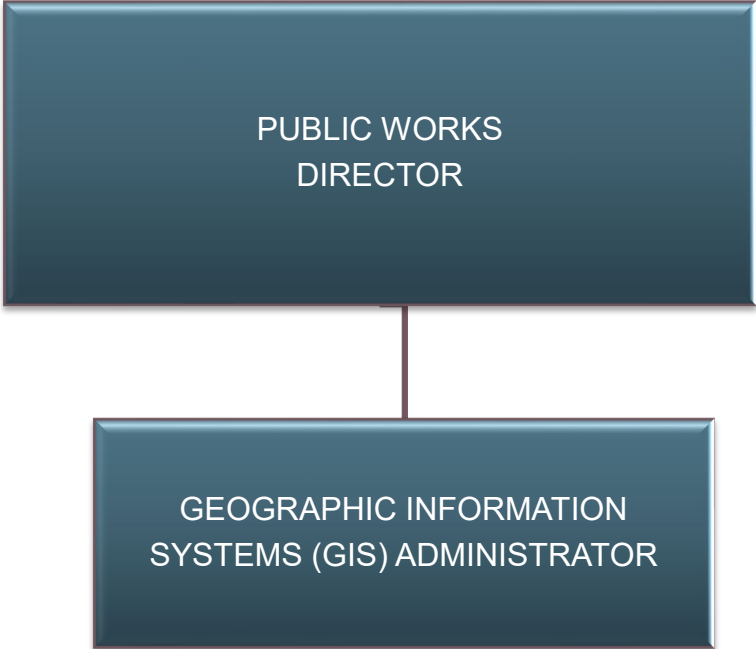 PUBLIC WORKS
DIRECTOR
GEOGRAPHIC INFORMATION
SYSTEMS (GIS) ADMINISTRATOR